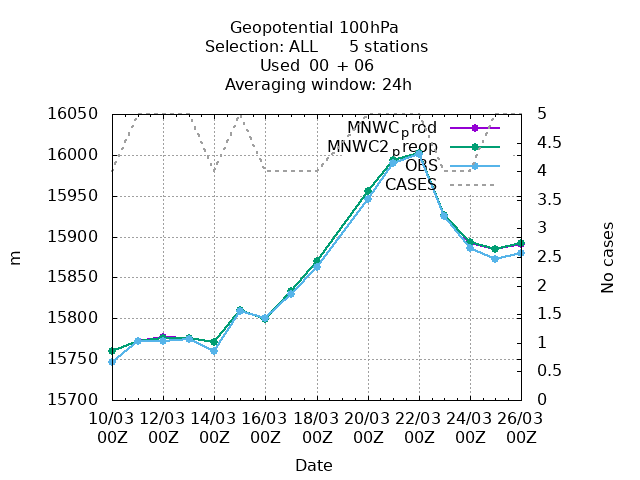 Geopotential 100hPa
Selection: ALL      5 stations
Used  00  + 06
Averaging window: 24h
MNWCprod
MNWC2preop
OBS
CASES
16050
16000
15950
15900
15850
15800
15750
15700
m
5
4.5
4
3.5
3
2.5
2
1.5
1
0.5
0
No cases
10/03 12/03 14/03 16/03 18/03 20/03 22/03 24/03 26/03
00Z 00Z 00Z 00Z 00Z 00Z 00Z 00Z 00Z
Date